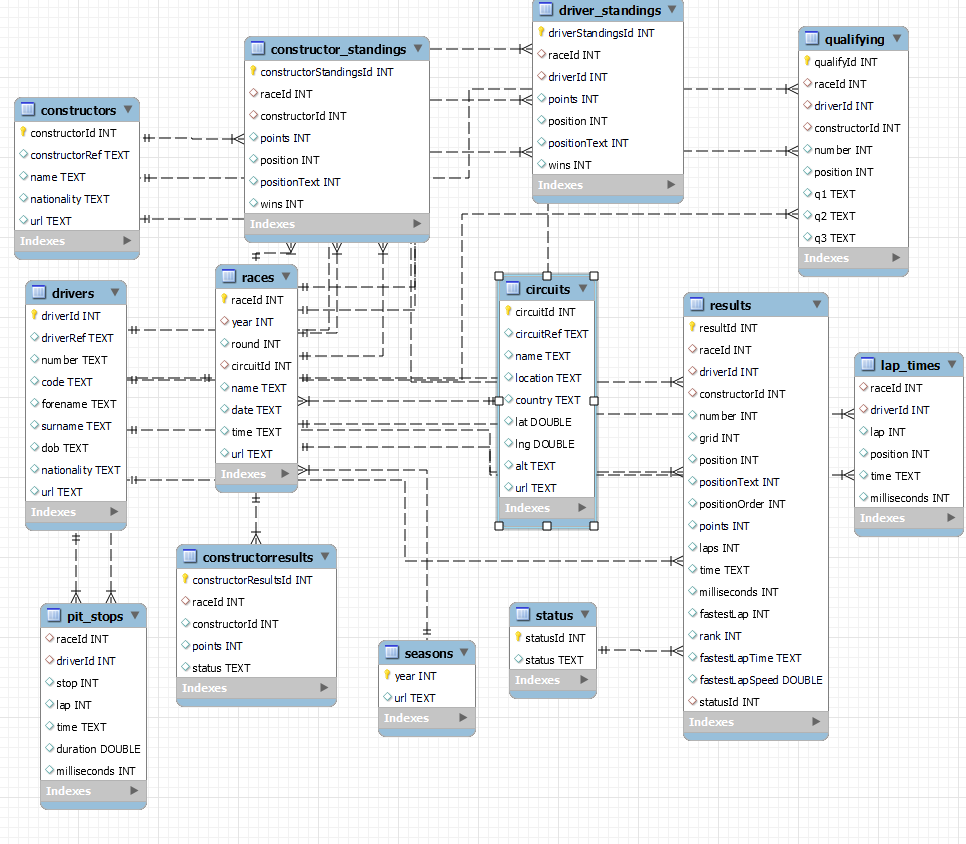 driver_standings
driverStandingsId INT
raceId INT
driverId INT
points INT
position INT
positionText INT
wins INT
Indexes
qualifying
qualifyId INT
raceId INT
driverId INT
constructorId INT
number INT
position INT
q1 TEXT
q2 TEXT
q3 TEXT
Indexes
constructor_standings
constructorStandingsId INT
raceId INT
constructorId INT
points INT
position INT
positionText INT
wins INT
Indexes
constructors
constructorId INT
constructorRef TEXT
name TEXT
nationality TEXT
url TEXT
Indexes
drivers
driverId INT
driverRef TEXT
number TEXT
code TEXT
forename TEXT
surname TEXT
dob TEXT
nationality TEXT
url TEXT
Indexes
races
raceId INT
year INT
round INT
circuitId INT
name TEXT
date TEXT
time TEXT
url TEXT
Indexes
circuits
circuitId INT
circuitRef TEXT
name TEXT
location TEXT
country TEXT
lat DOUBLE
lng DOUBLE
alt TEXT
url TEXT
Indexes
results
resultId INT
raceId INT
driverId INT
constructorId INT
number INT
grid INT
position INT
positionText INT
positionOrder INT
points INT
laps INT
time TEXT
milliseconds INT
fastestLap INT
rank INT
fastestLapTime TEXT
fastestLapSpeed DOUBLE
statusId INT
Indexes
lap_times
raceId INT
driverId INT
lap INT
position INT
time TEXT
milliseconds INT
Indexes
pit_stops
raceId INT
driverId INT
stop INT
lap INT
time TEXT
duration DOUBLE
milliseconds INT
Indexes
constructorresults
constructorResultsId INT
raceId INT
constructorId INT
points INT
status TEXT
Indexes
seasons
year INT
url TEXT
Indexes
status
statusId INT
status TEXT
Indexes